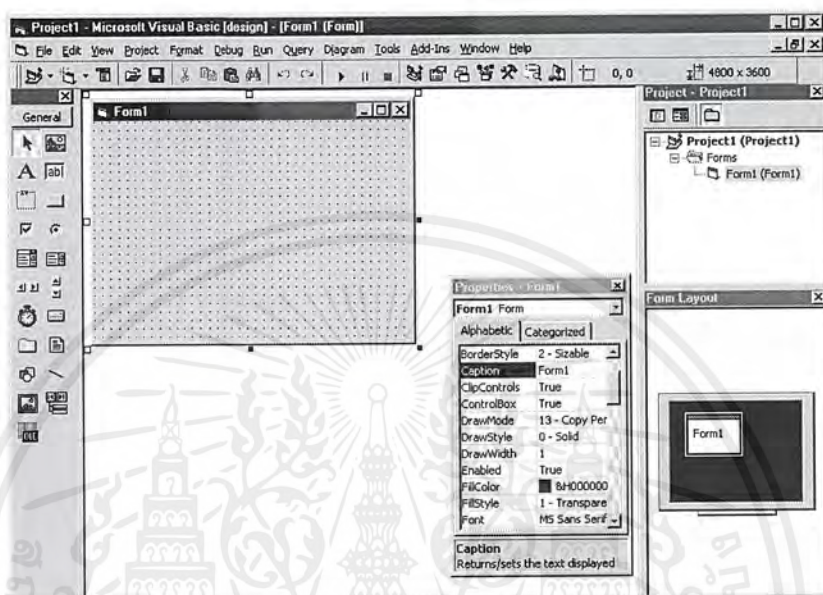 Project1 - Microsoft Visual Basic [design] - [Form1 (Form)]
File Edit View Project Format Debug Run Query Diagram Tools Add-Ins Window Help
0, 0 4800 x 3600
General
A ab|
OLE
Form1
Project - Project1
Project1 (Project1)
Forms
Form1 (Form1)
Properties - Form1
Form1 Form
Alphabetic Categorized
BorderStyle 2 - Sizable
Caption Form1
ClipControls True
ControlBox True
DrawMode 13 - Copy Per
DrawStyle 0 - Solid
DrawWidth 1
Enabled True
FillColor &H000000
FillStyle 1 - Transpare
Font MS Sans Serif
Caption
Returns/sets the text displayed
Form Layout
Form1